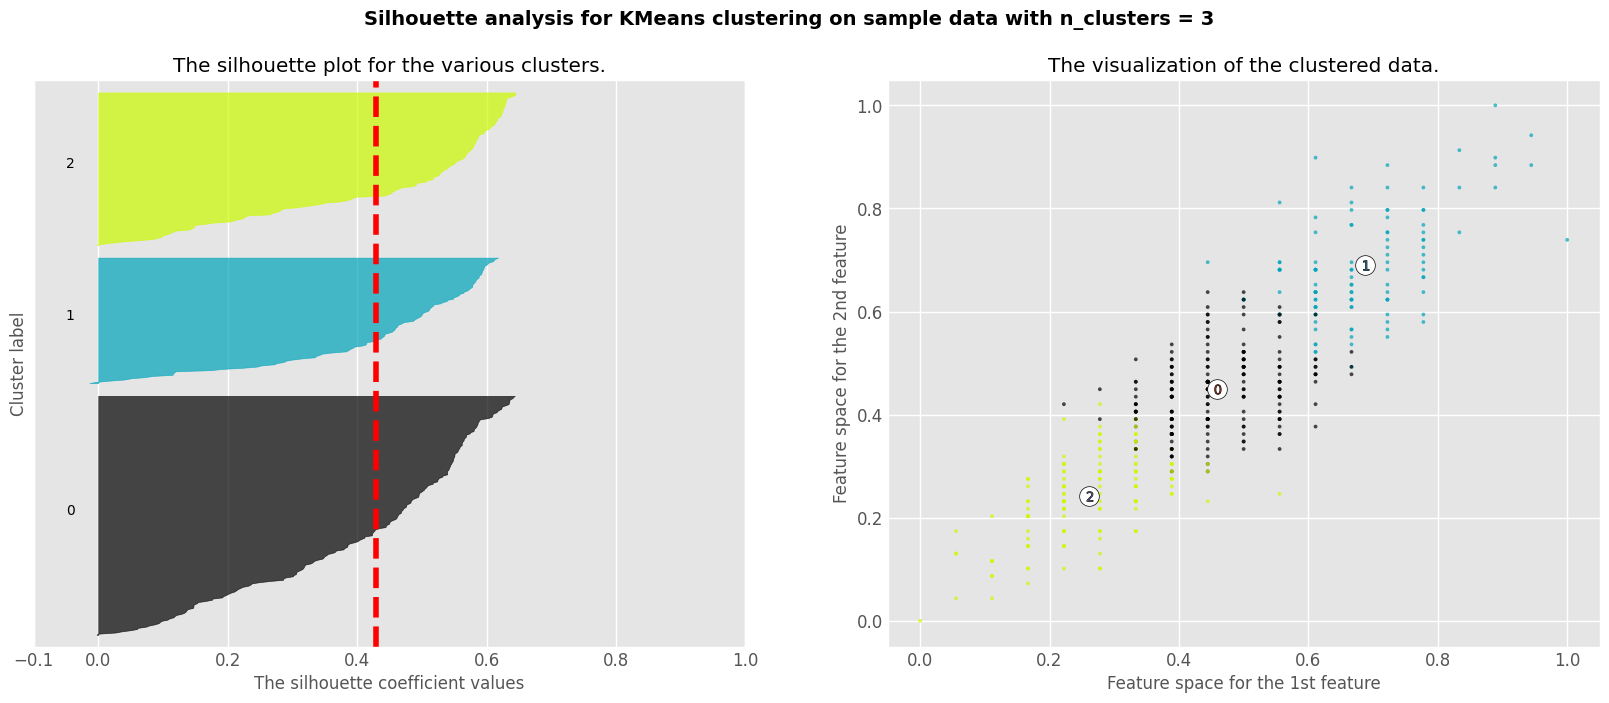 Silhouette analysis for KMeans clustering on sample data with n_clusters = 3
The silhouette plot for the various clusters.
2
1
0
Cluster label
−0.1 0.0 0.2 0.4 0.6 0.8 1.0
The silhouette coefficient values
The visualization of the clustered data.
1.0
0.8
0.6
0.4
0.2
0.0
Feature space for the 2nd feature
1
0
2
0.0 0.2 0.4 0.6 0.8 1.0
Feature space for the 1st feature